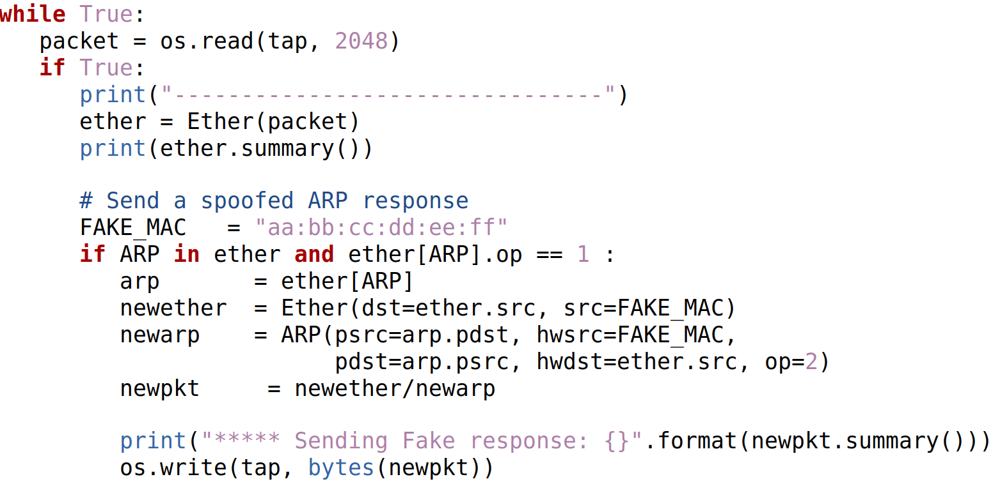 while True:
   packet = os.read(tap, 2048)
   if True:
      print("--------------------------------")
      ether = Ether(packet)
      print(ether.summary())

      # Send a spoofed ARP response
      FAKE_MAC   = "aa:bb:cc:dd:ee:ff"
      if ARP in ether and ether[ARP].op == 1 :
         arp       = ether[ARP]
         newether  = Ether(dst=ether.src, src=FAKE_MAC)
         newarp    = ARP(psrc=arp.pdst, hwsrc=FAKE_MAC,
                         pdst=arp.psrc, hwdst=ether.src, op=2)
         newpkt     = newether/newarp

         print("***** Sending Fake response: {}".format(newpkt.summary()))
         os.write(tap, bytes(newpkt))